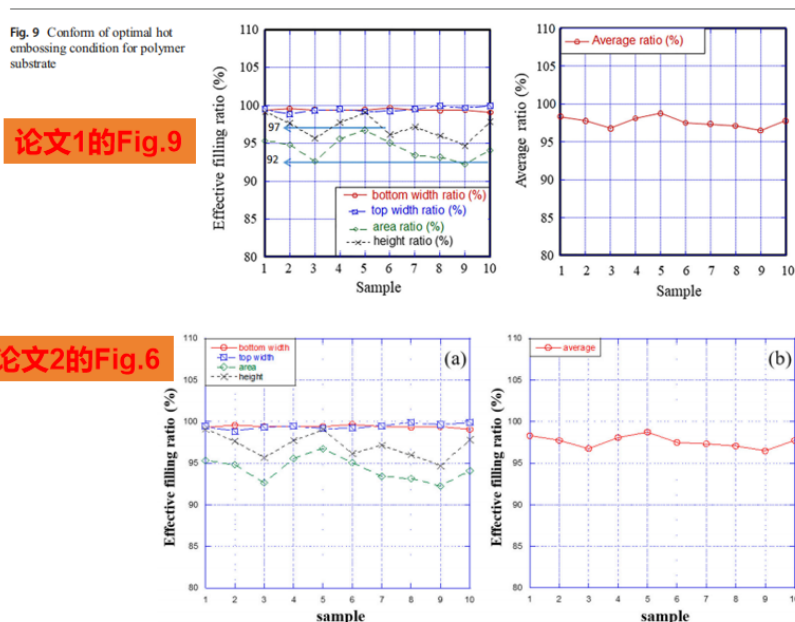 Fig. 9 Conform of optimal hot
embossing condition for polymer
substrate
论文1的Fig.9
Effective filling ratio (%)
110
105
100
95
90
85
80
97
92
bottom width ratio (%)
top width ratio (%)
area ratio (%)
height ratio (%)
1 2 3 4 5 6 7 8 9 10
Sample
Average ratio (%)
110
105
100
95
90
85
80
Average ratio (%)
1 2 3 4 5 6 7 8 9 10
Sample
论文2的Fig.6
Effective filling ratio (%)
110
105
100
95
90
85
80
bottom width
top width
area
height
(a)
1 2 3 4 5 6 7 8 9 10
sample
Effective filling ratio (%)
110
105
100
95
90
85
80
average
(b)
1 2 3 4 5 6 7 8 9 10
sample